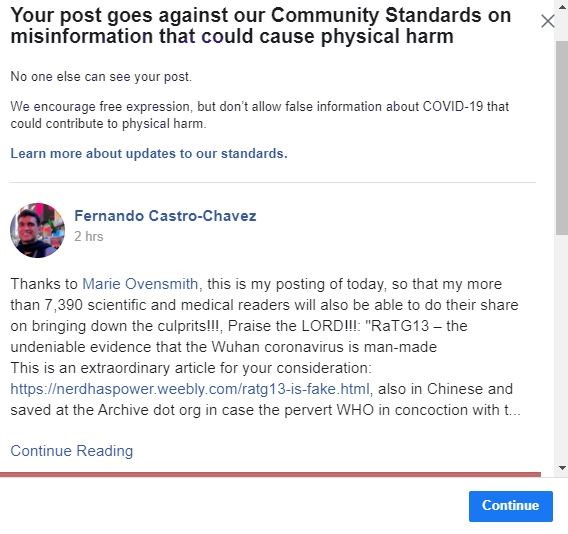 Your post goes against our Community Standards on
misinformation that could cause physical harm
No one else can see your post.
We encourage free expression, but don't allow false information about COVID-19 that
could contribute to physical harm.
Learn more about updates to our standards.
Fernando Castro-Chavez
2 hrs
Thanks to Marie Ovensmith, this is my posting of today, so that my more
than 7,390 scientific and medical readers will also be able to do their share
on bringing down the culprits!!!, Praise the LORD!!!: "RaTG13 – the
undeniable evidence that the Wuhan coronavirus is man-made
This is an extraordinary article for your consideration:
https://nerdhaspower.weebly.com/ratg13-is-fake.html, also in Chinese and
saved at the Archive dot org in case the pervert WHO in concoction with t...
Continue Reading
Continue